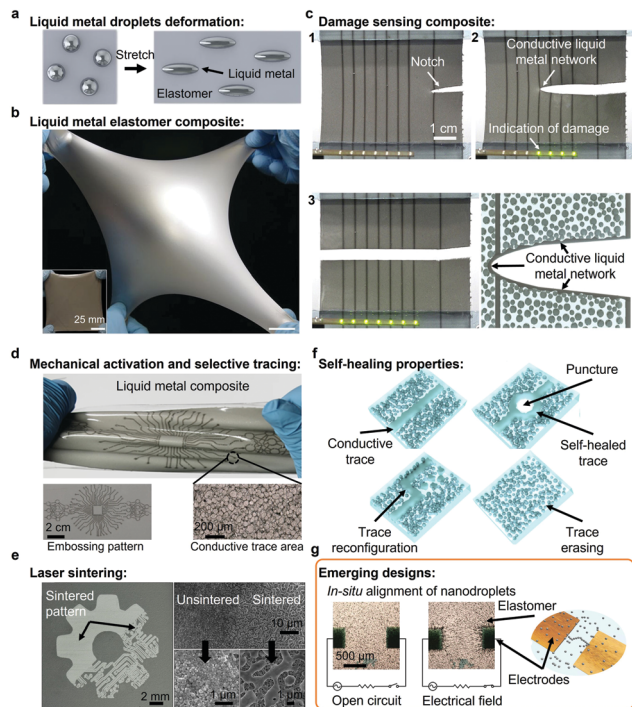 a
Liquid metal droplets deformation:
Stretch
Liquid metal
Elastomer
b
Liquid metal elastomer composite:
25 mm
c
Damage sensing composite:
1
Notch
1 cm
2
Conductive liquid
metal network
Indication of damage
3
Conductive liquid
metal network
d
Mechanical activation and selective tracing:
Liquid metal composite
2 cm
200 µm
Embossing pattern
Conductive trace area
e
Laser sintering:
Sintered
pattern
2 mm
Unsintered
Sintered
10 µm
1 µm
1 µm
f
Self-healing properties:
Puncture
Conductive
trace
Self-healed
trace
Trace
reconfiguration
Trace
erasing
g
Emerging designs:
In-situ alignment of nanodroplets
Elastomer
500 µm
Electrodes
Open circuit
Electrical field